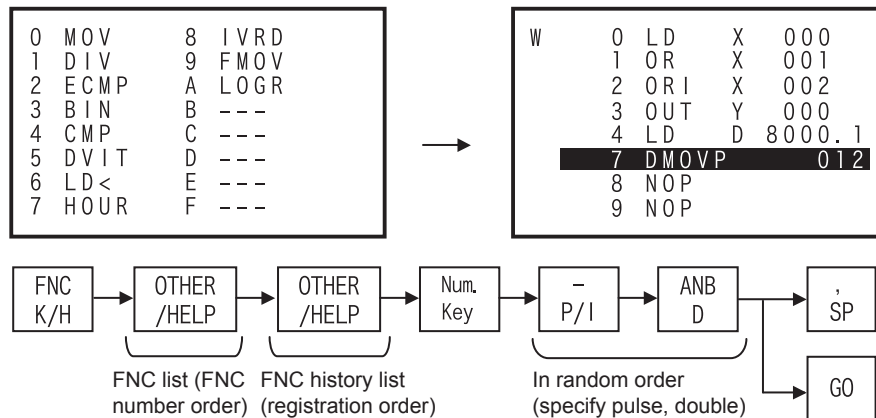 0 MOV 8 IVRD
1 DIV 9 FMOV
2 ECMP A LOGR
3 BIN B ---
4 CMP C ---
5 DVIT D ---
6 LD< E ---
7 HOUR F ---
W 0 LD X 000
1 OR X 001
2 ORI X 002
3 OUT Y 000
4 LD D 8000.1
7 DMOVP 012
8 NOP
9 NOP
FNC
K/H
OTHER
/HELP
OTHER
/HELP
Num.
Key
–
P/I
ANB
D
,
SP
GO
FNC list (FNC
number order)
FNC history list
(registration order)
In random order
(specify pulse, double)